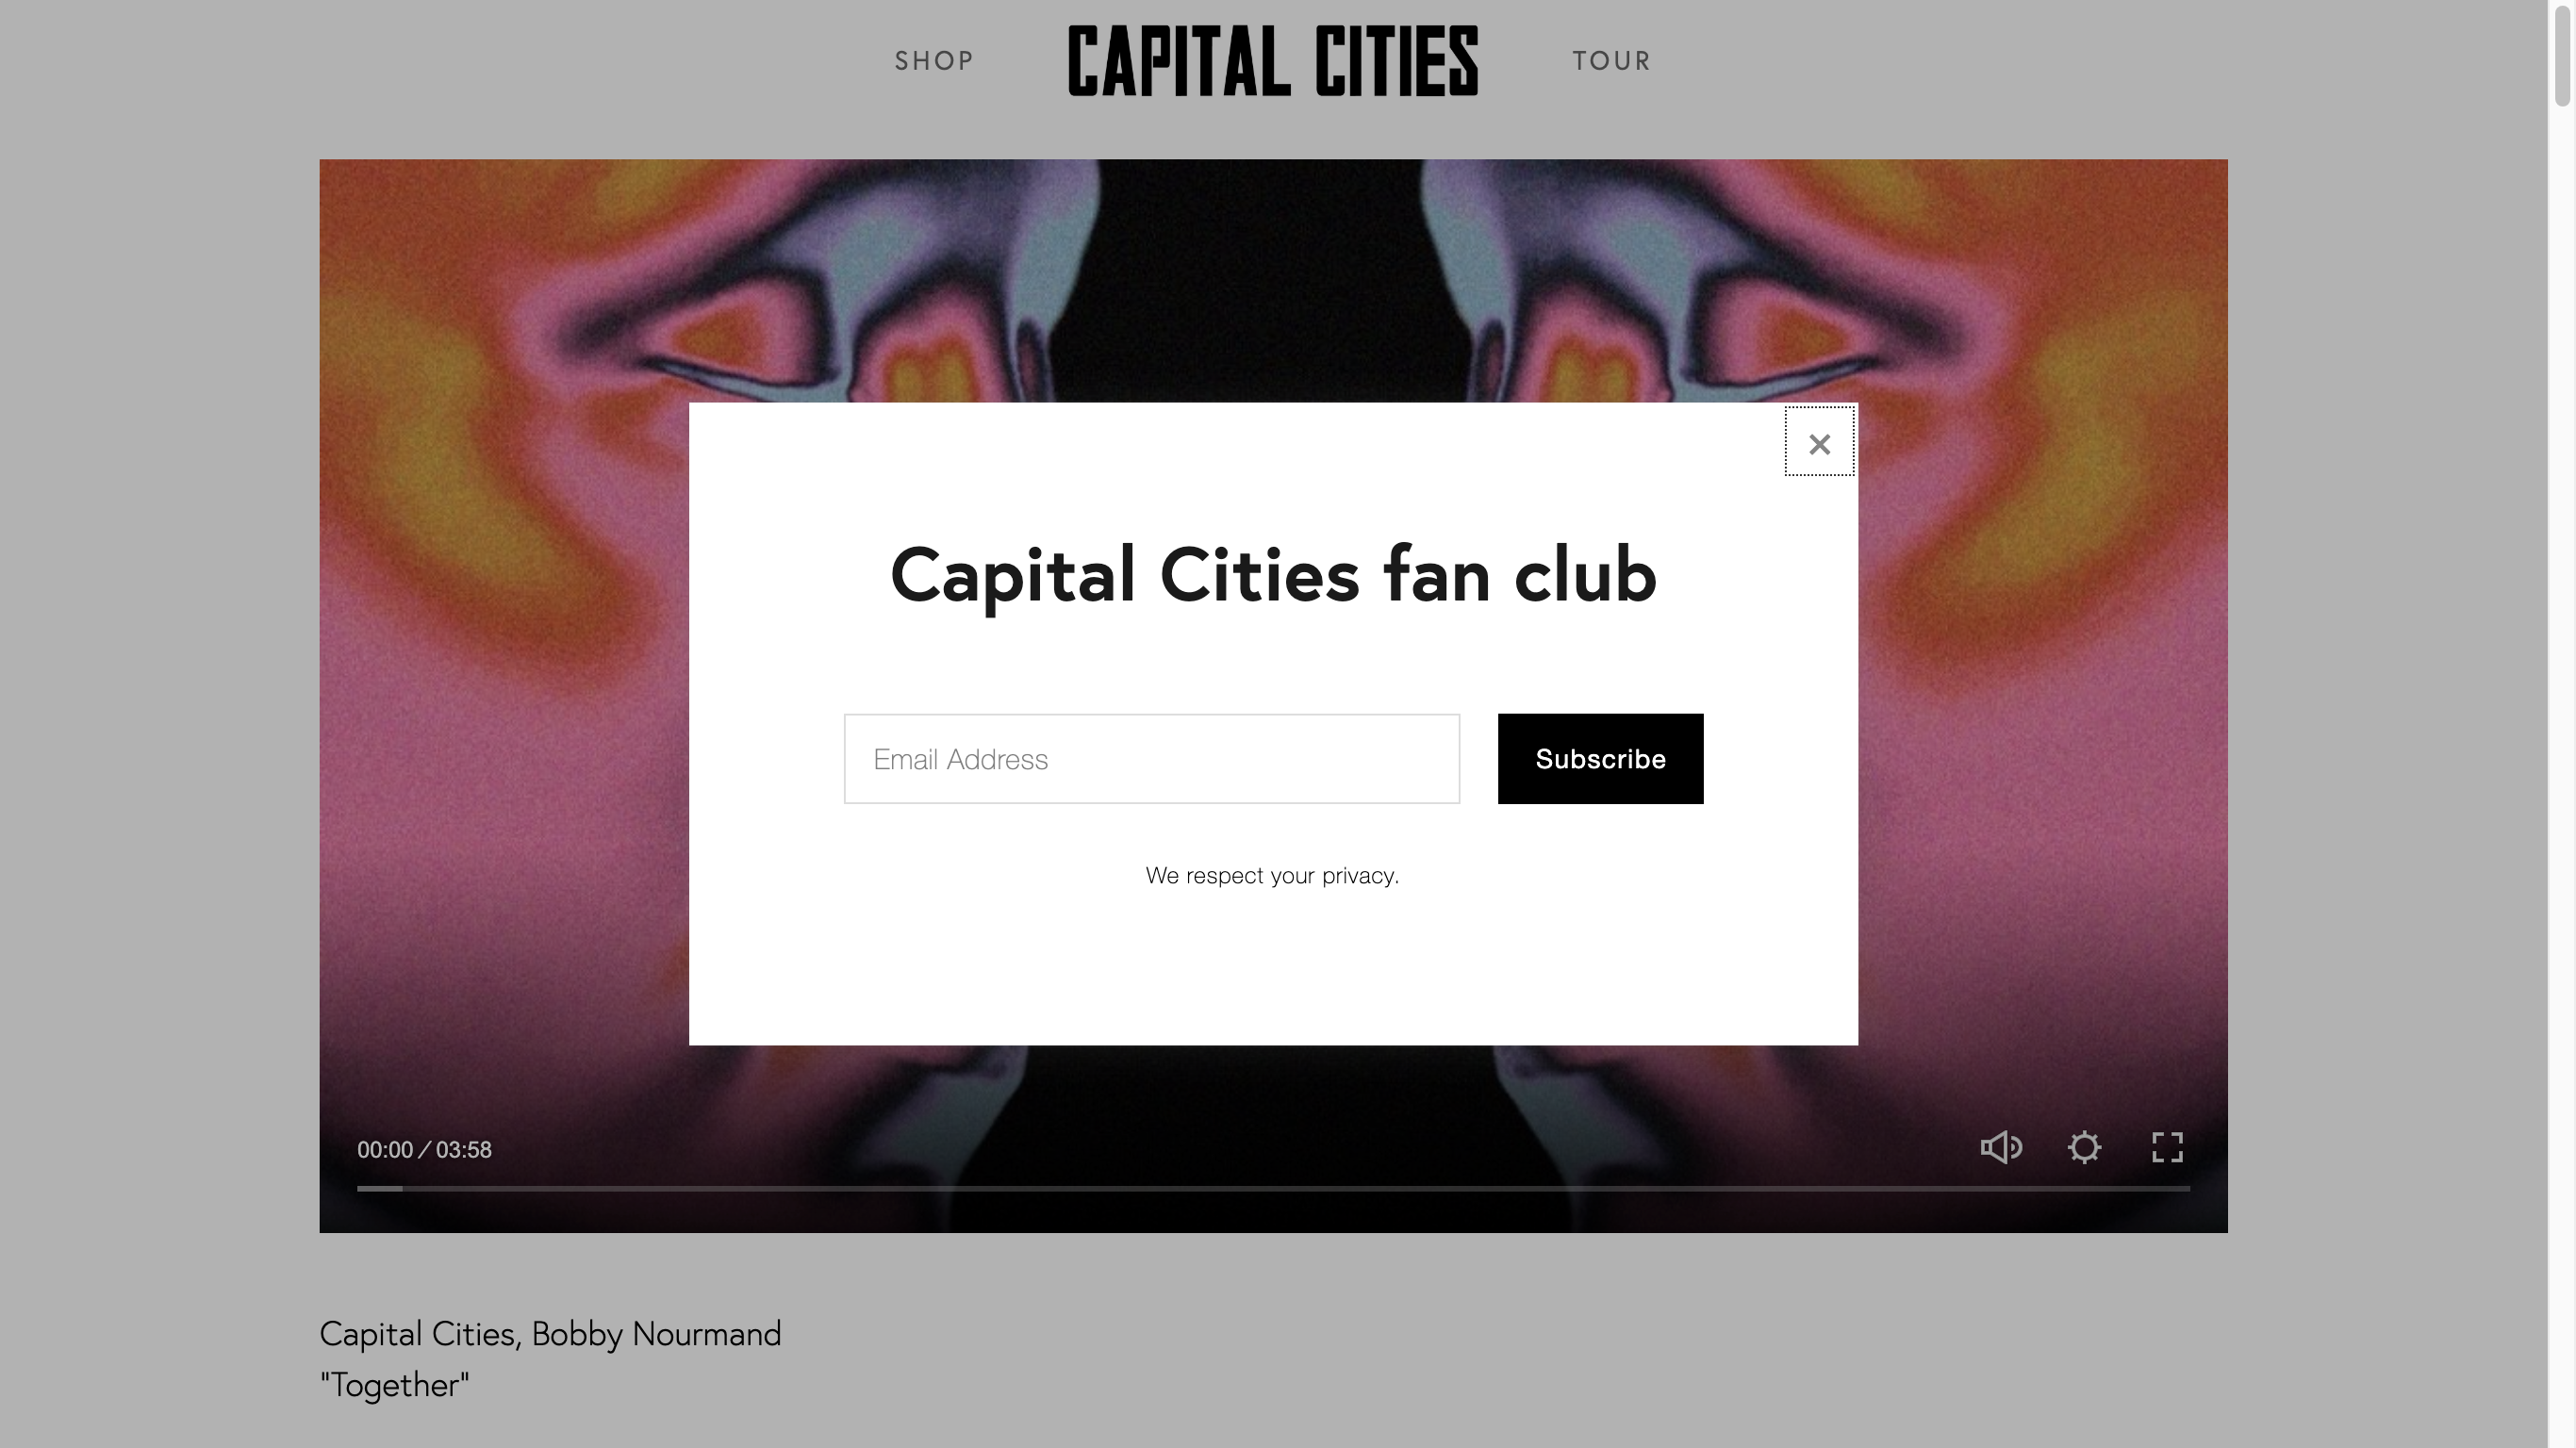 SHOP
CAPITAL CITIES
TOUR
Capital Cities fan club
Email Address
Subscribe
We respect your privacy.
00:00 / 03:58
Capital Cities, Bobby Nourmand
"Together"